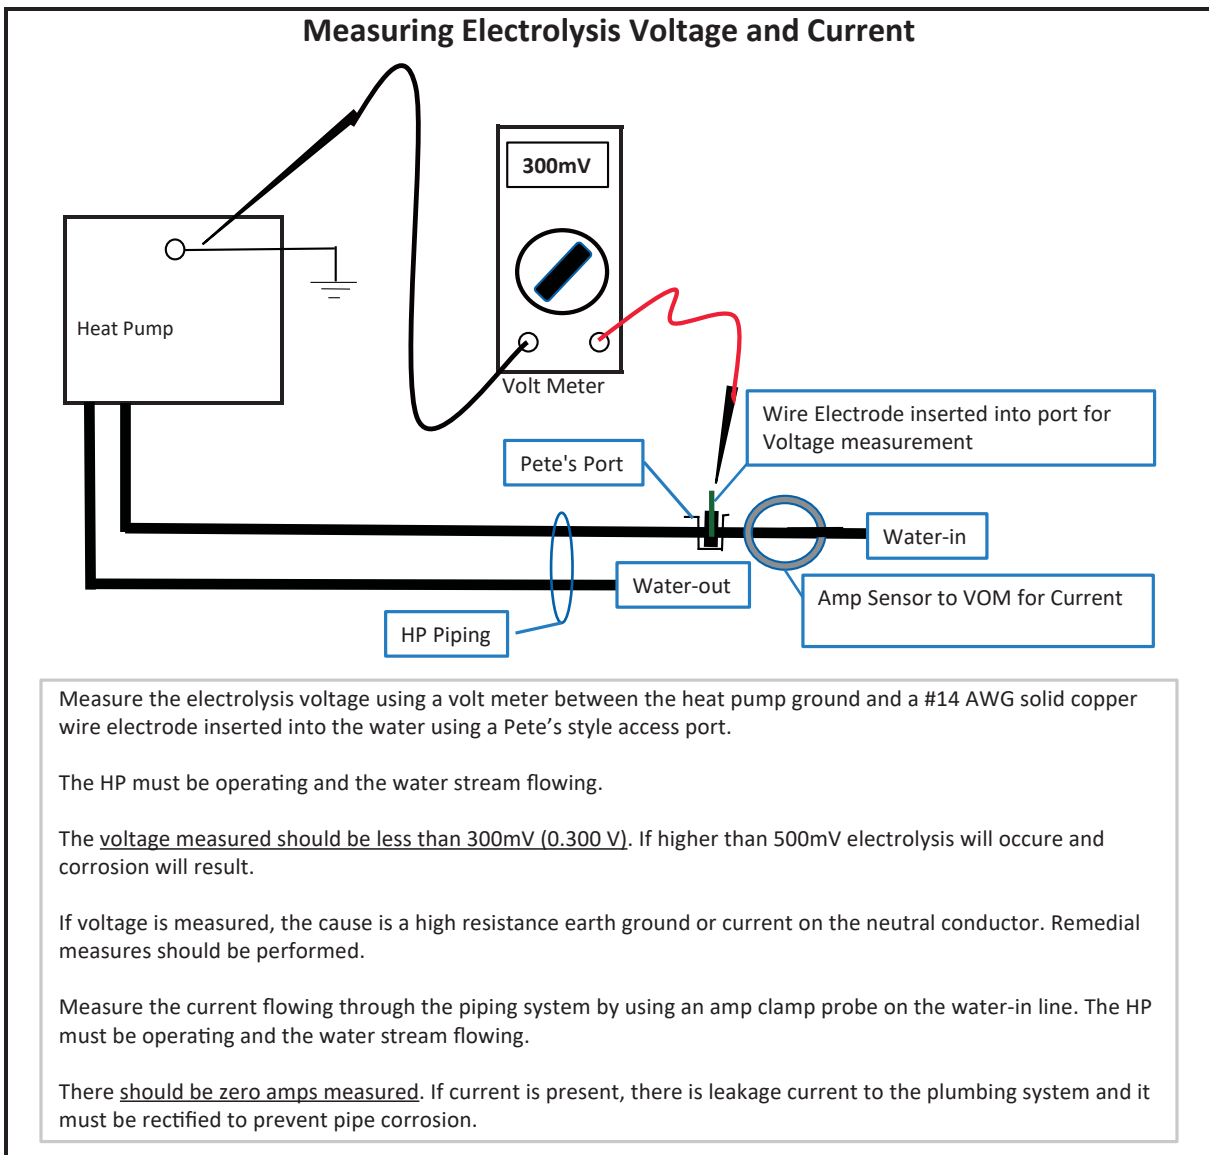 Measuring Electrolysis Voltage and Current
300mV
Heat Pump
Volt Meter
Wire Electrode inserted into port for
Voltage measurement
Pete's Port
Water-in
Water-out
Amp Sensor to VOM for Current
HP Piping
Measure the electrolysis voltage using a volt meter between the heat pump ground and a #14 AWG solid copper
wire electrode inserted into the water using a Pete’s style access port.
The HP must be operating and the water stream flowing.
The voltage measured should be less than 300mV (0.300 V). If higher than 500mV electrolysis will occure and
corrosion will result.
If voltage is measured, the cause is a high resistance earth ground or current on the neutral conductor. Remedial
measures should be performed.
Measure the current flowing through the piping system by using an amp clamp probe on the water-in line. The HP
must be operating and the water stream flowing.
There should be zero amps measured. If current is present, there is leakage current to the plumbing system and it
must be rectified to prevent pipe corrosion.